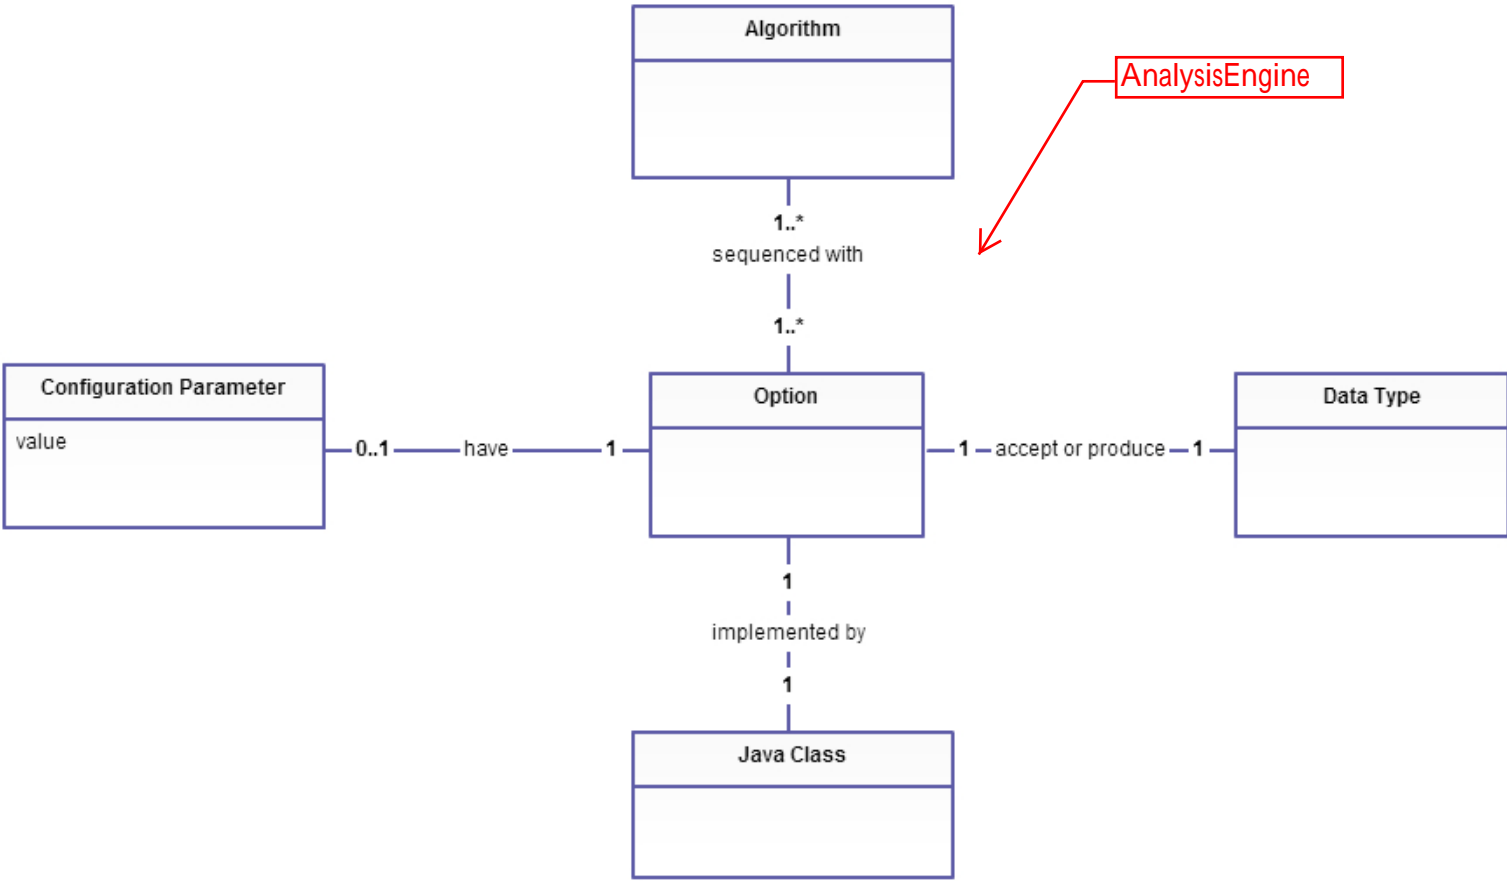 Algorithm
AnalysisEngine
1..*
sequenced with
1..*
Configuration Parameter
value
0..1
have
1
Option
1
accept or produce
1
Data Type
1
implemented by
1
Java Class